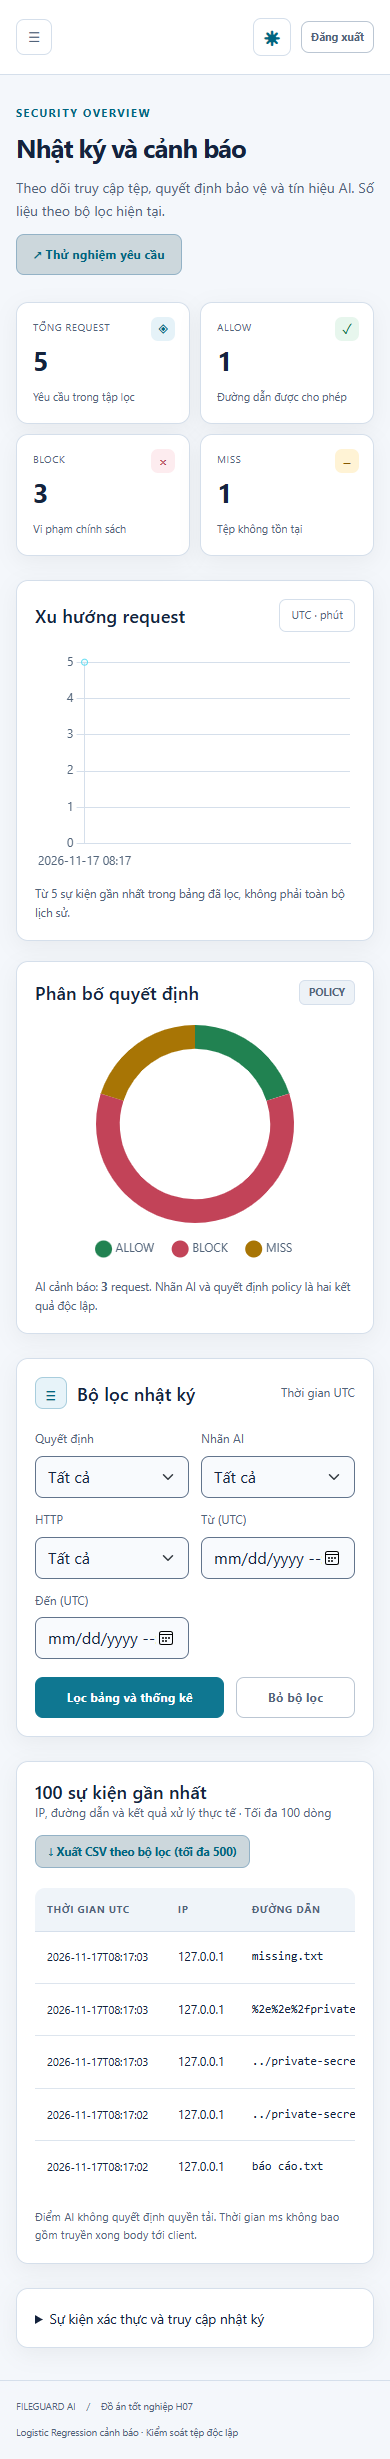 Đăng xuất
SECURITY OVERVIEW
Nhật ký và cảnh báo
Theo dõi truy cập tệp, quyết định bảo vệ và tín hiệu AI. Số
liệu theo bộ lọc hiện tại.
↗ Thử nghiệm yêu cầu
TỔNG REQUEST
5
Yêu cầu trong tập lọc
ALLOW
1
Đường dẫn được cho phép
BLOCK
3
Vi phạm chính sách
MISS
1
Tệp không tồn tại
Xu hướng request
UTC · phút
5
4
3
2
1
0
2026-11-17 08:17
Từ 5 sự kiện gần nhất trong bảng đã lọc, không phải toàn bộ
lịch sử.
Phân bố quyết định
POLICY
ALLOW BLOCK MISS
AI cảnh báo: 3 request. Nhãn AI và quyết định policy là hai kết
quả độc lập.
Bộ lọc nhật ký
Thời gian UTC
Quyết định Nhãn AI
Tất cả Tất cả
HTTP Từ (UTC)
Tất cả mm/dd/yyyy --
Đến (UTC)
mm/dd/yyyy --
Lọc bảng và thống kê Bỏ bộ lọc
100 sự kiện gần nhất
IP, đường dẫn và kết quả xử lý thực tế · Tối đa 100 dòng
↓ Xuất CSV theo bộ lọc (tối đa 500)
THỜI GIAN UTC IP ĐƯỜNG DẪN
2026-11-17T08:17:03 127.0.0.1 missing.txt
2026-11-17T08:17:03 127.0.0.1 %2e%2e%2fprivate
2026-11-17T08:17:03 127.0.0.1 ../private-secre
2026-11-17T08:17:02 127.0.0.1 ../private-secre
2026-11-17T08:17:02 127.0.0.1 báo cáo.txt
Điểm AI không quyết định quyền tải. Thời gian ms không bao
gồm truyền xong body tới client.
▶ Sự kiện xác thực và truy cập nhật ký
FILEGUARD AI / Đồ án tốt nghiệp H07
Logistic Regression cảnh báo · Kiểm soát tệp độc lập